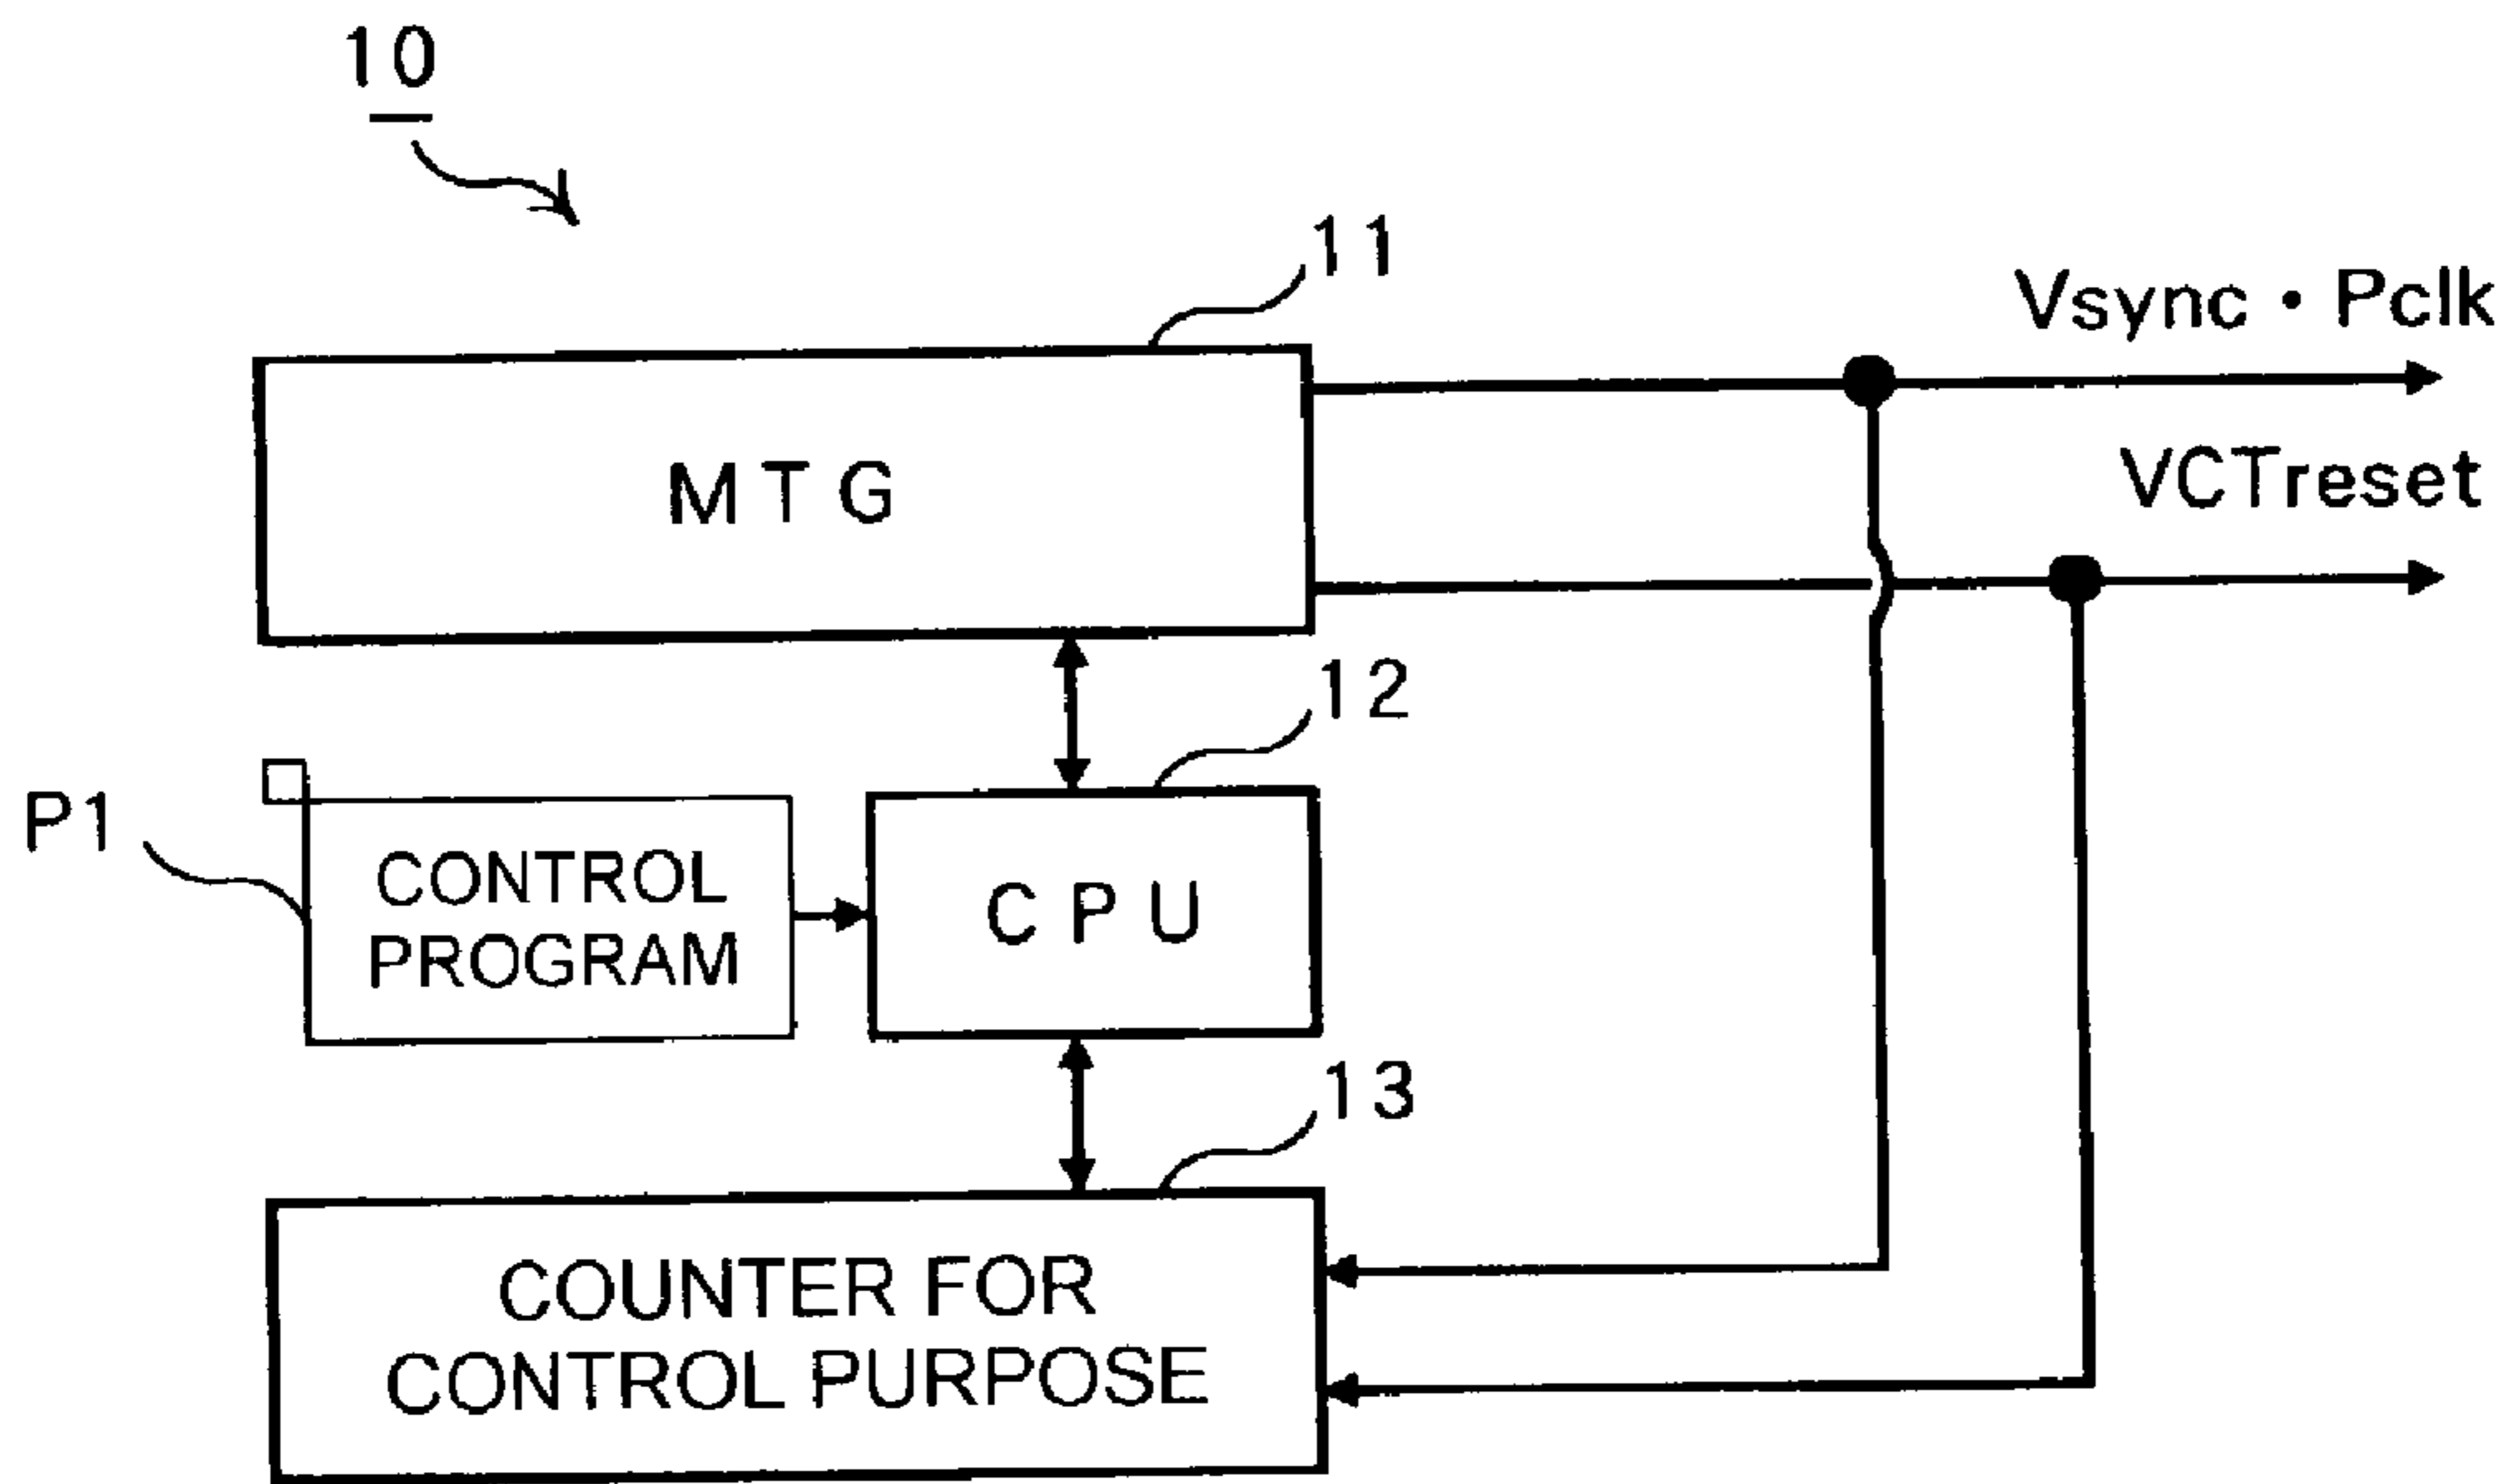 10
11
Vsync・Pclk
MTG
VCTreset
12
P1
CONTROL
PROGRAM
CPU
13
COUNTER FOR
CONTROL PURPOSE